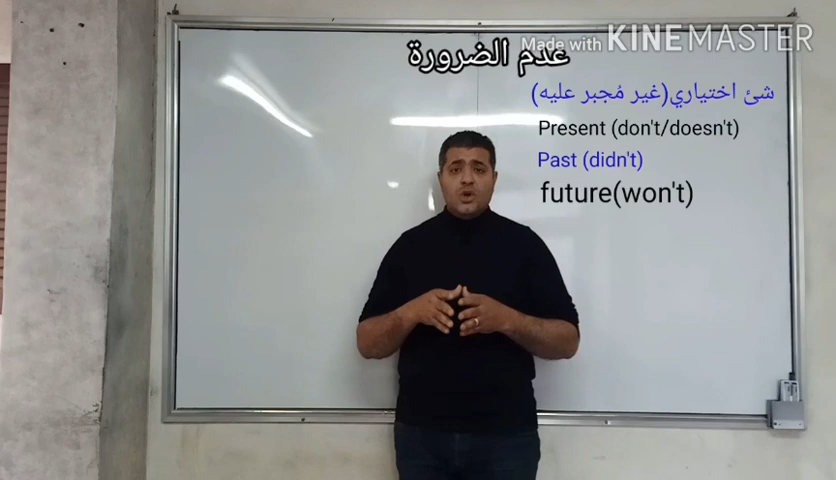 Made with KINEMASTER
عدم الضرورة
شئ اختياري(غير مُجبر عليه)
Present (don't/doesn't)
Past (didn't)
future(won't)